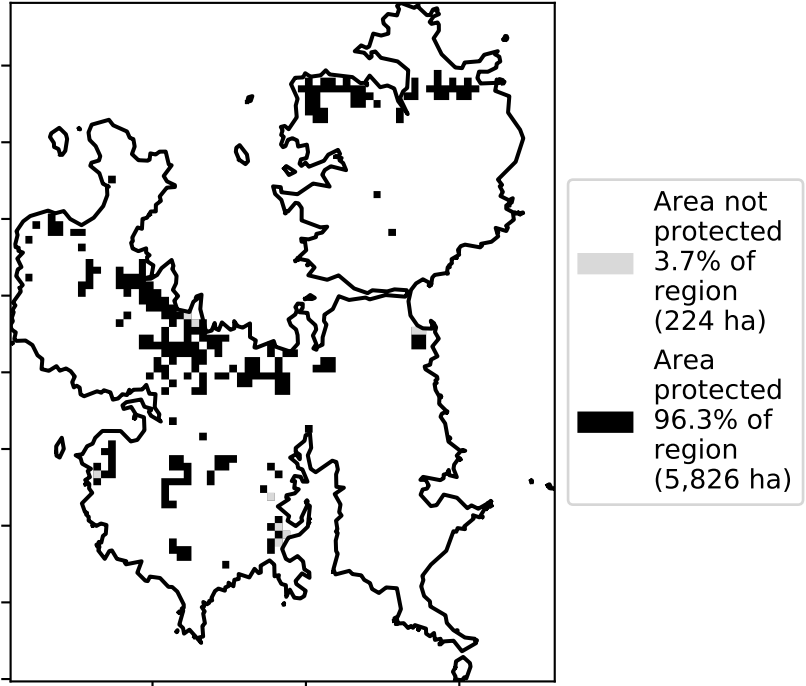 Area not
protected
3.7% of
region
(224 ha)
Area
protected
96.3% of
region
(5,826 ha)